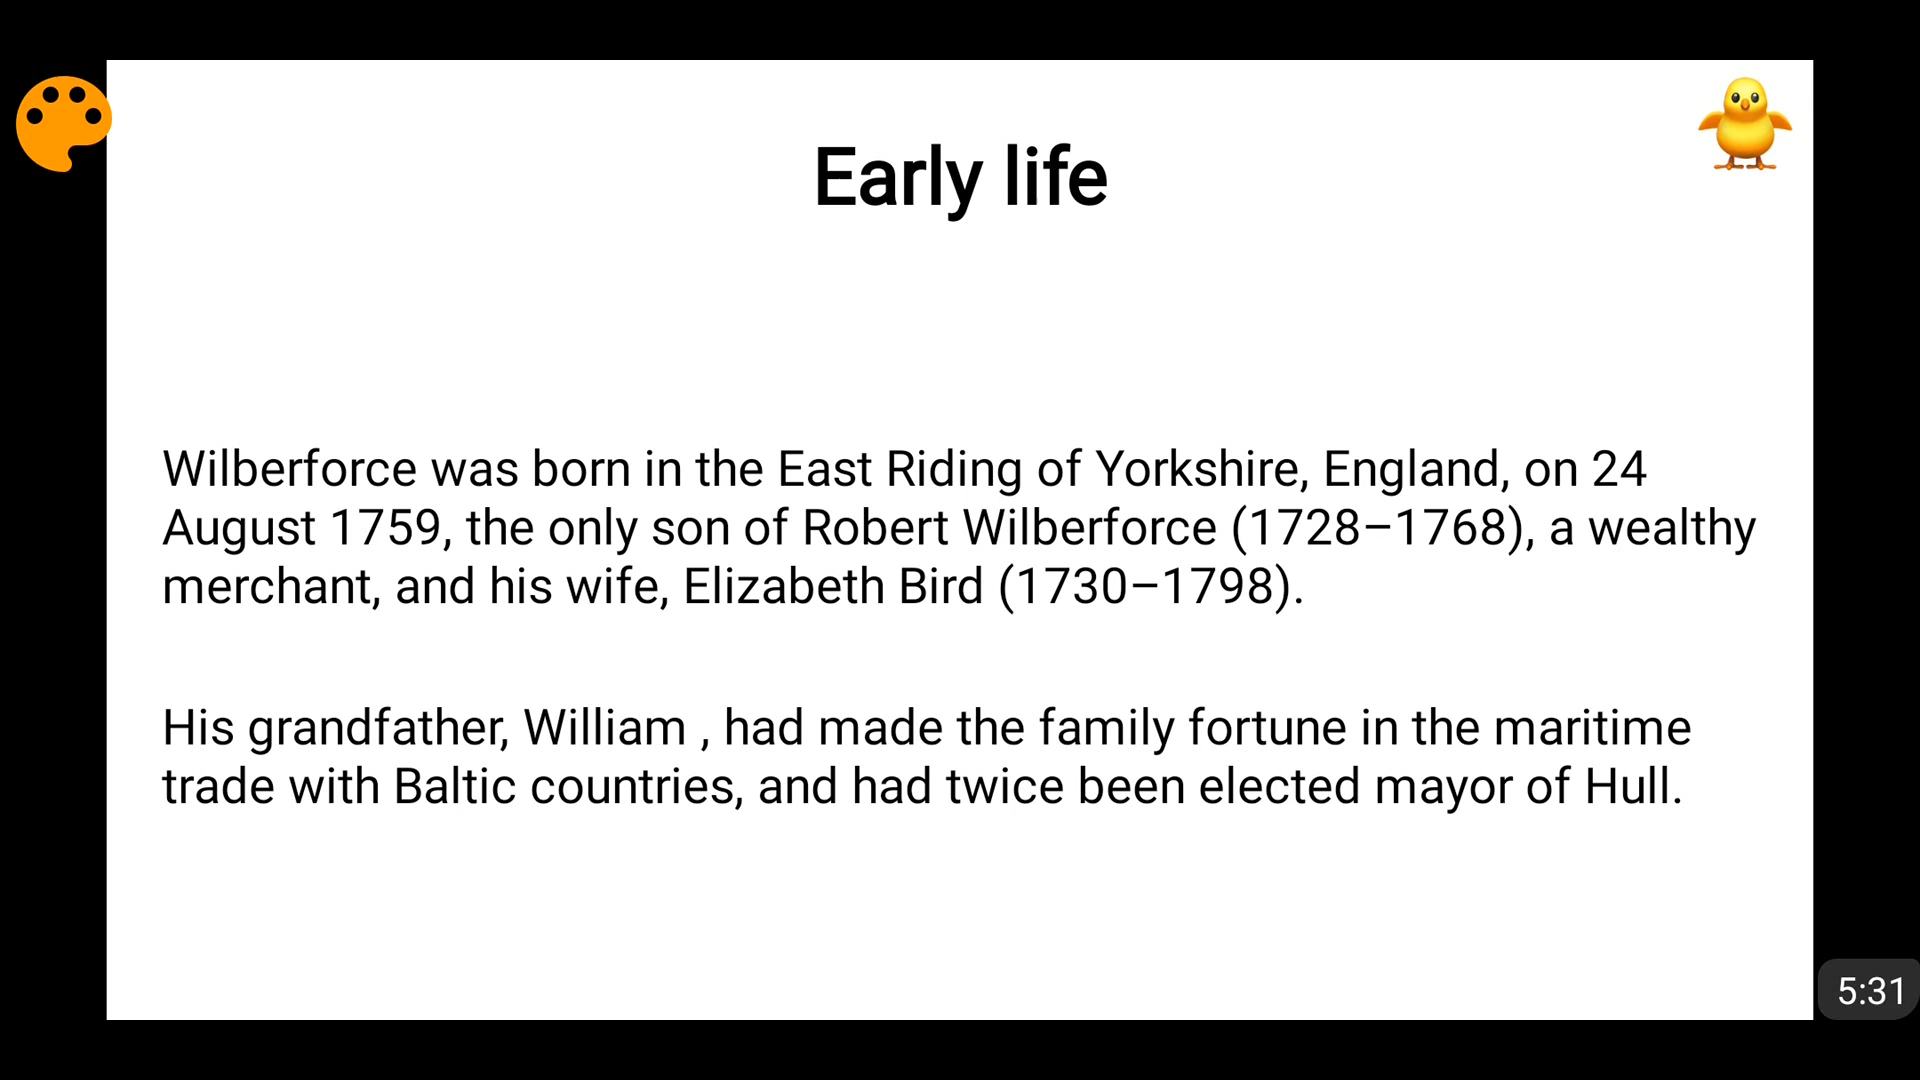 Early life
Wilberforce was born in the East Riding of Yorkshire, England, on 24
August 1759, the only son of Robert Wilberforce (1728–1768), a wealthy
merchant, and his wife, Elizabeth Bird (1730–1798).
His grandfather, William , had made the family fortune in the maritime
trade with Baltic countries, and had twice been elected mayor of Hull.
5:31